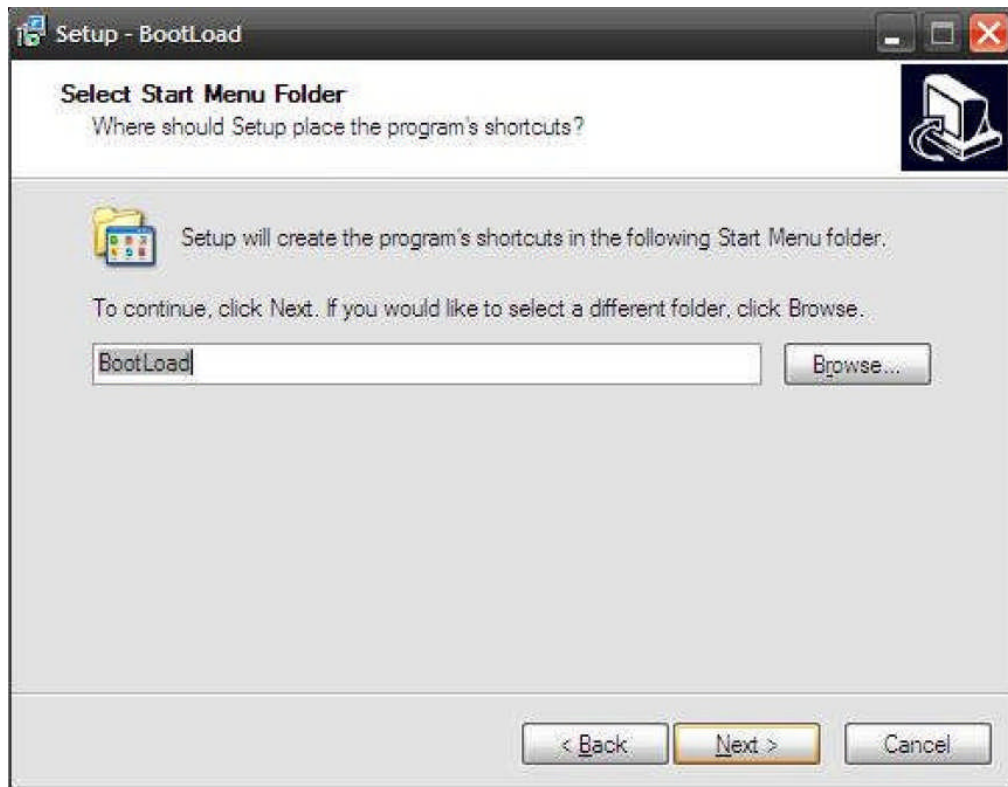 Setup - BootLoad
Select Start Menu Folder
Where should Setup place the program's shortcuts?
Setup will create the program's shortcuts in the following Start Menu folder.
To continue, click Next. If you would like to select a different folder, click Browse.
BootLoad
Browse...
< Back
Next >
Cancel